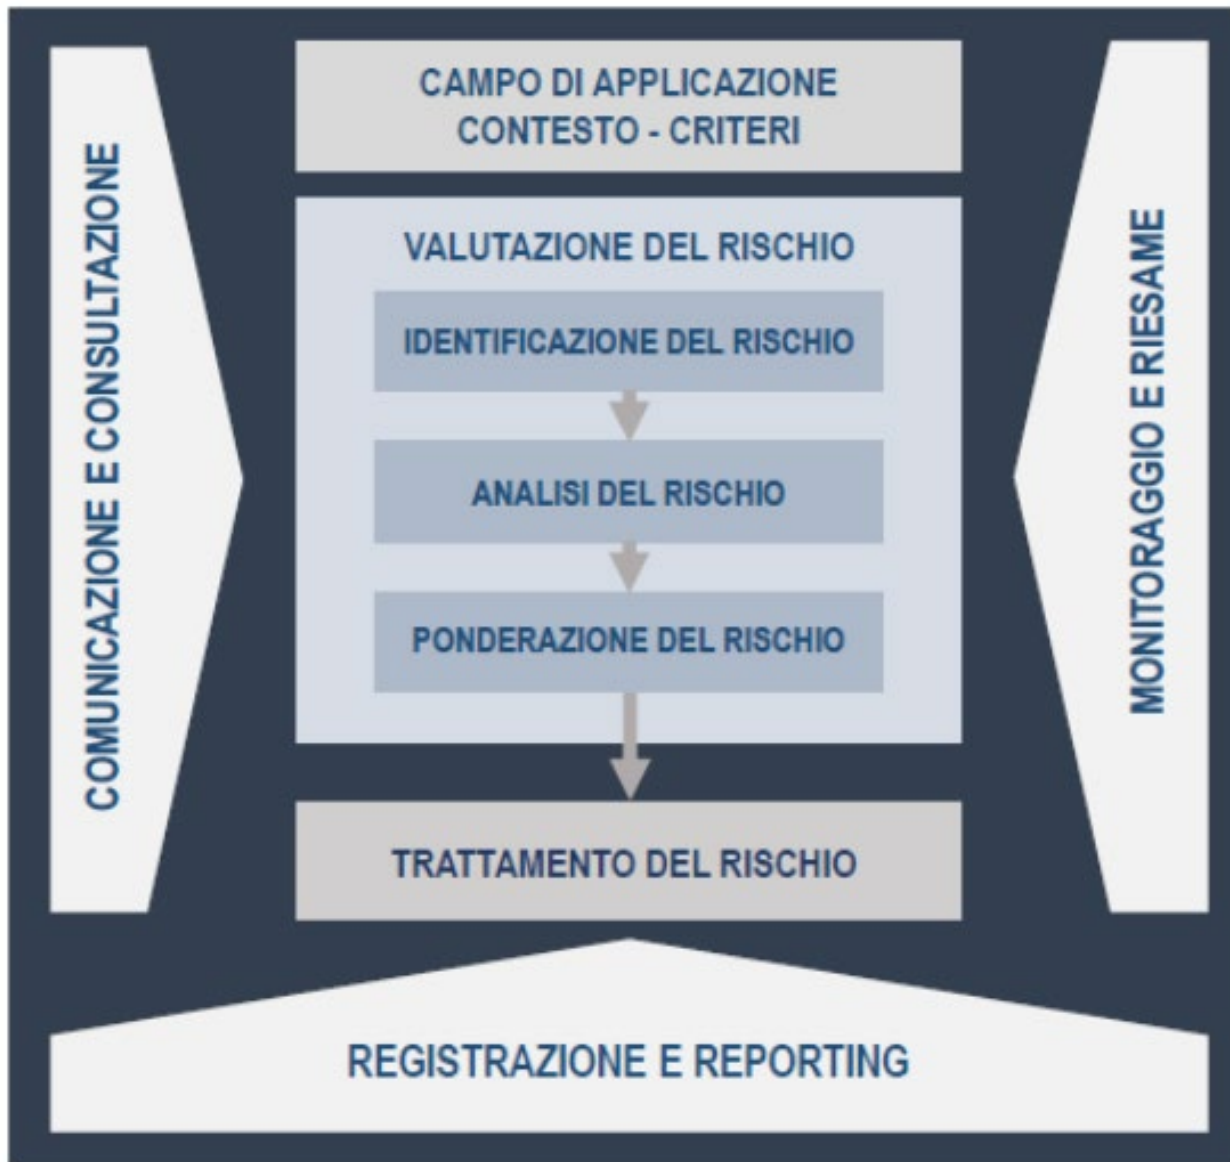 CAMPO DI APPLICAZIONE
CONTESTO - CRITERI
COMUNICAZIONE E CONSULTAZIONE
VALUTAZIONE DEL RISCHIO
IDENTIFICAZIONE DEL RISCHIO
ANALISI DEL RISCHIO
PONDERAZIONE DEL RISCHIO
MONITORAGGIO E RIESAME
TRATTAMENTO DEL RISCHIO
REGISTRAZIONE E REPORTING